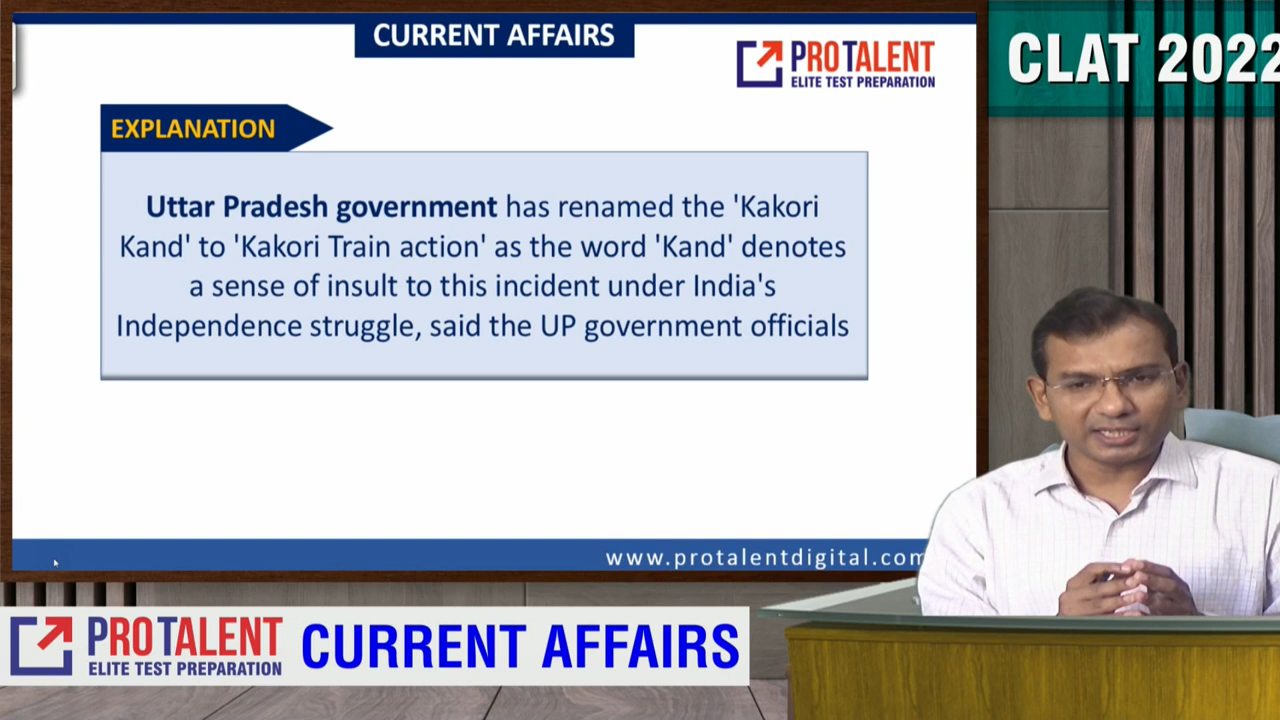 CURRENT AFFAIRS
PROTALENT
ELITE TEST PREPARATION
CLAT 2022
EXPLANATION
Uttar Pradesh government has renamed the 'Kakori
Kand' to 'Kakori Train action' as the word 'Kand' denotes
a sense of insult to this incident under India's
Independence struggle, said the UP government officials
www.protalentdigital.com
PROTALENT
ELITE TEST PREPARATION
CURRENT AFFAIRS